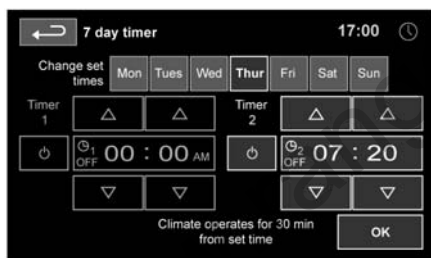 7 day timer 17:00
Change set times Mon Tues Wed Thur Fri Sat Sun
Timer 1
Timer 2
1 OFF 00 : 00 AM
2 OFF 07 : 20
Climate operates for 30 min
from set time
OK